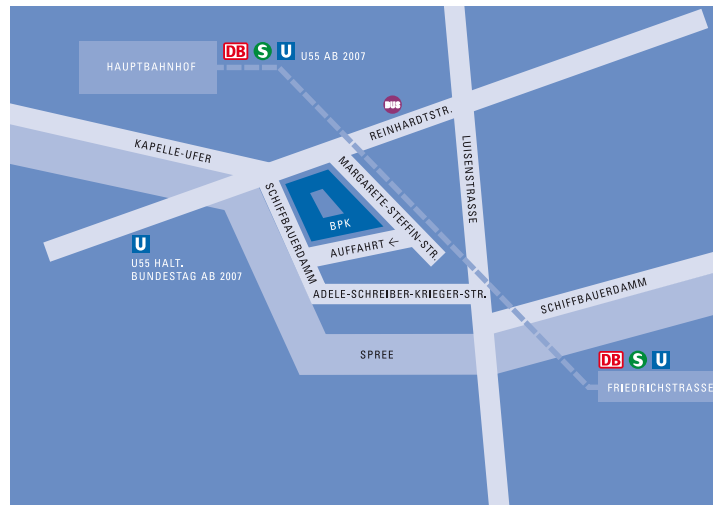 DB S U U55 AB 2007
HAUPTBAHNHOF
BUS
REINHARDTSTR.
KAPELLE-UFER
LUISENSTRASSE
MARGARETE-STEFFIN-STR.
SCHIFFBAUERDAMM
BPK
AUFFAHRT ←
U
U55 HALT.
BUNDESTAG AB 2007
ADELE-SCHREIBER-KRIEGER-STR.
SCHIFFBAUERDAMM
SPREE
DB S U
FRIEDRICHSTRASSE